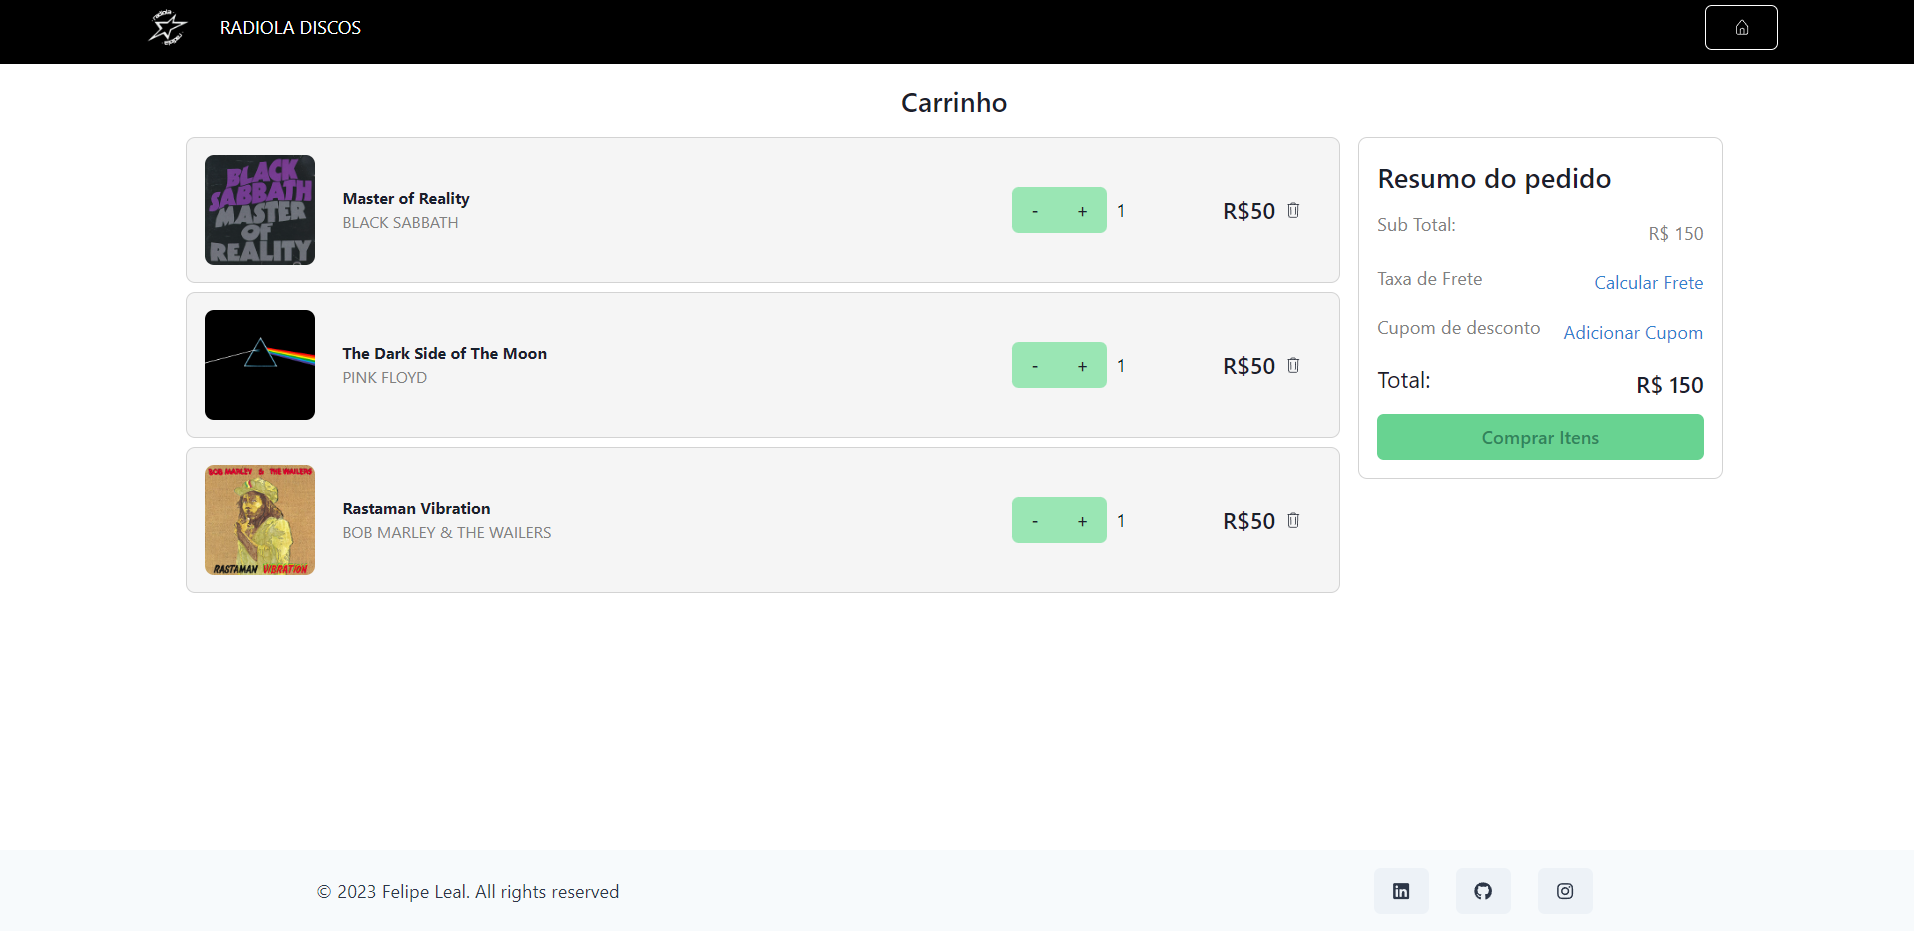 radiola
RADIOLA DISCOS
Carrinho
BLACK
SABBATH
MASTER
OF
REALITY
Master of Reality
BLACK SABBATH
- + 1
R$50
The Dark Side of The Moon
PINK FLOYD
- + 1
R$50
BOB MARLEY & THE WAILERS
RASTAMAN VIBRATION
Rastaman Vibration
BOB MARLEY & THE WAILERS
- + 1
R$50
Resumo do pedido
Sub Total:
R$ 150
Taxa de Frete
Calcular Frete
Cupom de desconto
Adicionar Cupom
Total:
R$ 150
Comprar Itens
© 2023 Felipe Leal. All rights reserved
in